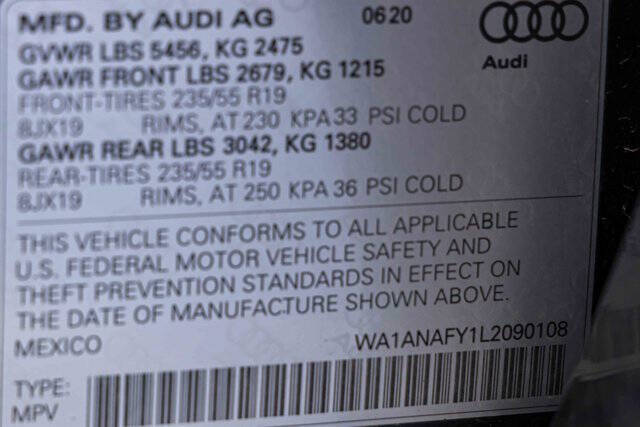 MFD. BY AUDI AG 0620
Audi
GVWR LBS 5456, KG 2475
GAWR FRONT LBS 2679, KG 1215
FRONT-TIRES 235/55 R19
8JX19 RIMS, AT 230 KPA 33 PSI COLD
GAWR REAR LBS 3042, KG 1380
REAR-TIRES 235/55 R19
8JX19 RIMS, AT 250 KPA 36 PSI COLD
THIS VEHICLE CONFORMS TO ALL APPLICABLE
U.S. FEDERAL MOTOR VEHICLE SAFETY AND
THEFT PREVENTION STANDARDS IN EFFECT ON
THE DATE OF MANUFACTURE SHOWN ABOVE.
MEXICO WA1ANAFY1L2090108
TYPE:
MPV